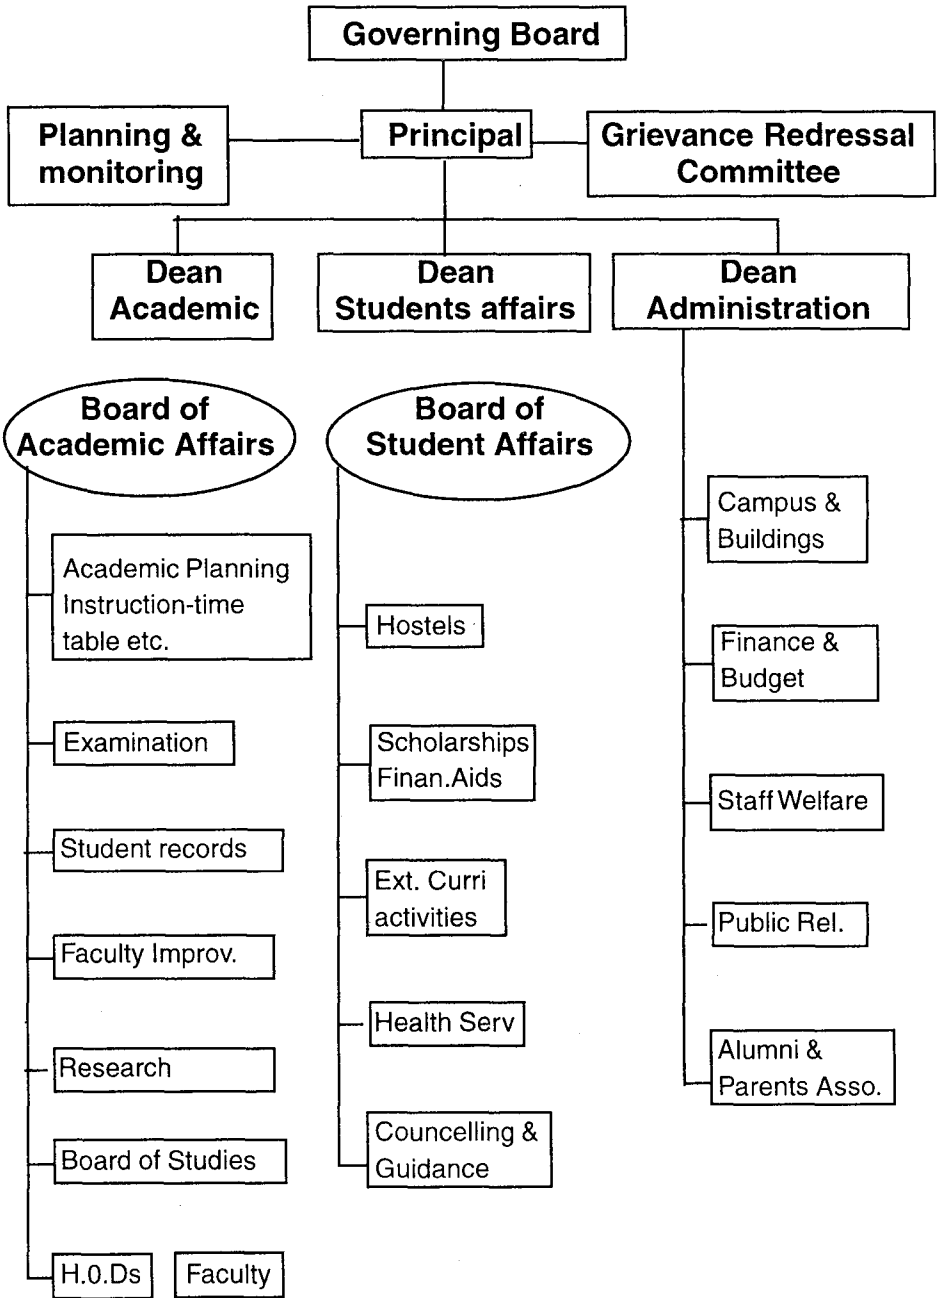 Governing Board
Planning &
monitoring
Principal
Grievance Redressal
Committee
Dean
Academic
Dean
Students affairs
Dean
Administration
Board of
Academic Affairs
Board of
Student Affairs
Academic Planning
Instruction-time
table etc.
Examination
Student records
Faculty Improv.
Research
Board of Studies
H.0.Ds
Faculty
Hostels
Scholarships
Finan.Aids
Ext. Curri
activities
Health Serv
Councelling &
Guidance
Campus &
Buildings
Finance &
Budget
Staff Welfare
Public Rel.
Alumni &
Parents Asso.